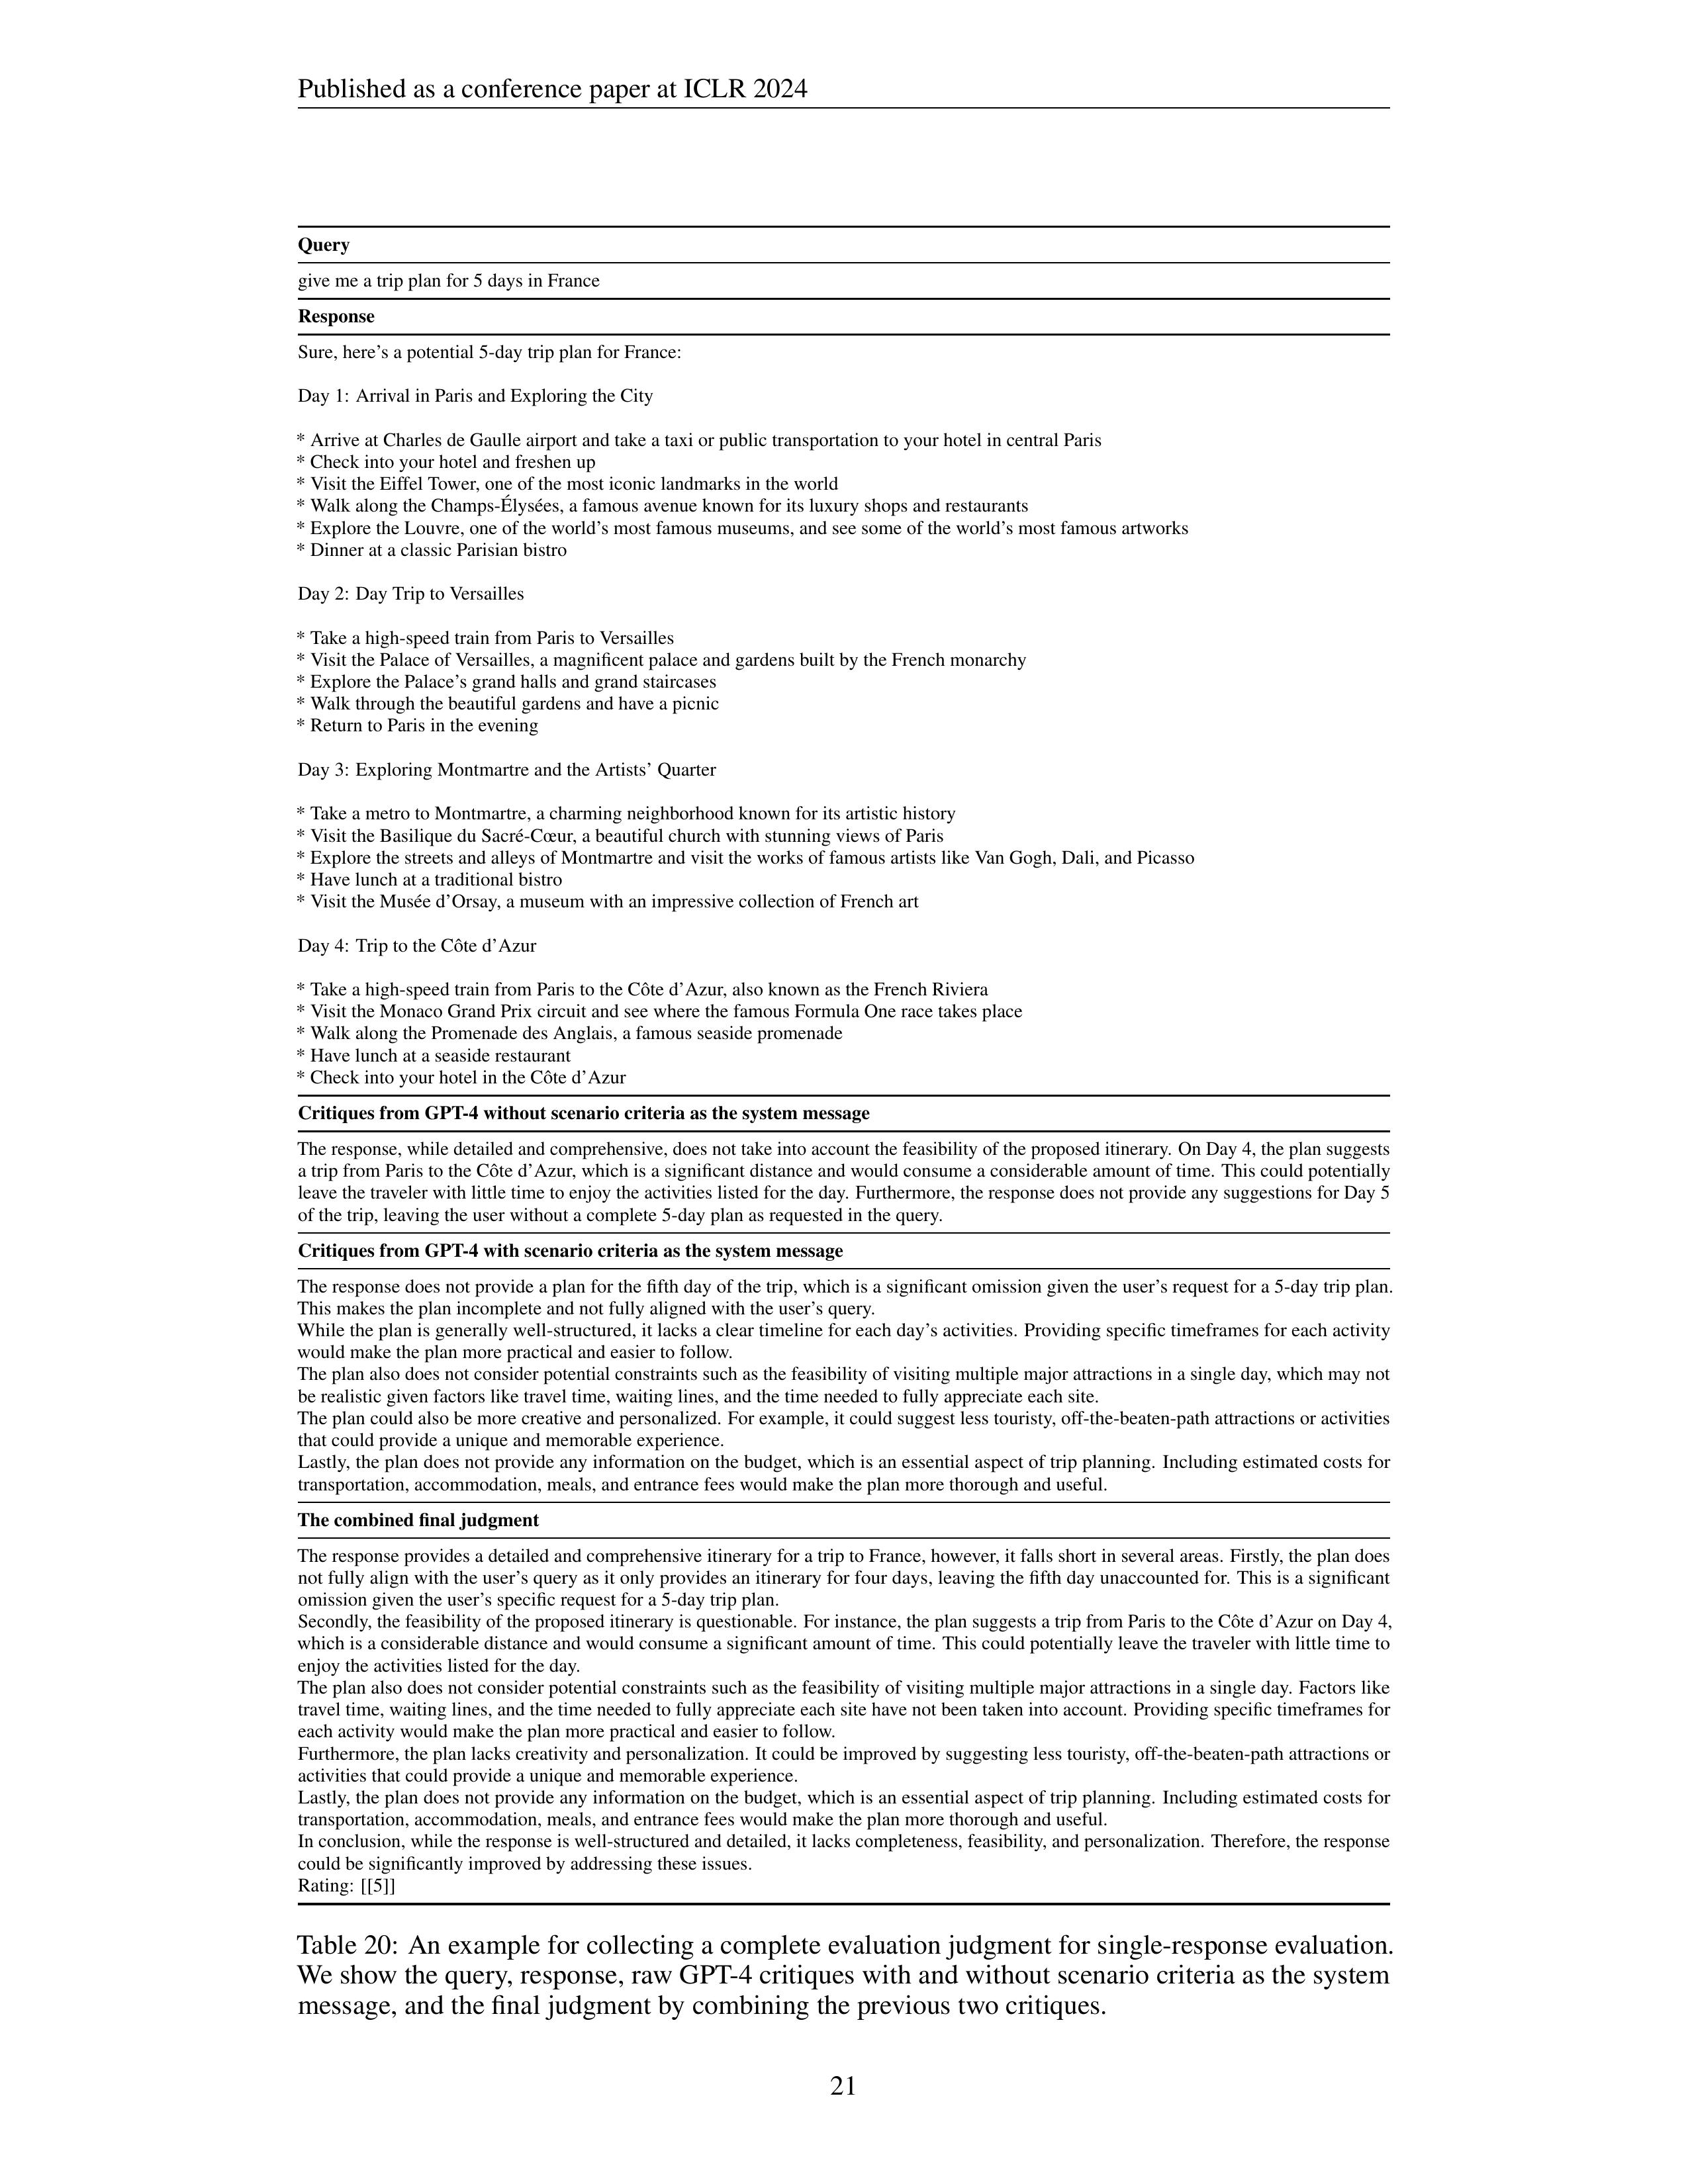 Published as a conference paper at ICLR 2024
Query
give me a trip plan for 5 days in France
Response
Sure, here's a potential 5-day trip plan for France:
Day 1: Arrival in Paris and Exploring the City
* Arrive at Charles de Gaulle airport and take a taxi or public transportation to your hotel in central Paris
* Check into your hotel and freshen up
* Visit the Eiffel Tower, one of the most iconic landmarks in the world
* Walk along the Champs-Élysées, a famous avenue known for its luxury shops and restaurants
* Explore the Louvre, one of the world's most famous museums, and see some of the world's most famous artworks
* Dinner at a classic Parisian bistro
Day 2: Day Trip to Versailles
* Take a high-speed train from Paris to Versailles
* Visit the Palace of Versailles, a magnificent palace and gardens built by the French monarchy
* Explore the Palace's grand halls and grand staircases
* Walk through the beautiful gardens and have a picnic
* Return to Paris in the evening
Day 3: Exploring Montmartre and the Artists' Quarter
* Take a metro to Montmartre, a charming neighborhood known for its artistic history
* Visit the Basilique du Sacré-Cœur, a beautiful church with stunning views of Paris
* Explore the streets and alleys of Montmartre and visit the works of famous artists like Van Gogh, Dali, and Picasso
* Have lunch at a traditional bistro
* Visit the Musée d'Orsay, a museum with an impressive collection of French art
Day 4: Trip to the Côte d'Azur
* Take a high-speed train from Paris to the Côte d'Azur, also known as the French Riviera
* Visit the Monaco Grand Prix circuit and see where the famous Formula One race takes place
* Walk along the Promenade des Anglais, a famous seaside promenade
* Have lunch at a seaside restaurant
* Check into your hotel in the Côte d'Azur
Critiques from GPT-4 without scenario criteria as the system message
The response, while detailed and comprehensive, does not take into account the feasibility of the proposed itinerary. On Day 4, the plan suggests
a trip from Paris to the Côte d'Azur, which is a significant distance and would consume a considerable amount of time. This could potentially
leave the traveler with little time to enjoy the activities listed for the day. Furthermore, the response does not provide any suggestions for Day 5
of the trip, leaving the user without a complete 5-day plan as requested in the query.
Critiques from GPT-4 with scenario criteria as the system message
The response does not provide a plan for the fifth day of the trip, which is a significant omission given the user's request for a 5-day trip plan.
This makes the plan incomplete and not fully aligned with the user's query.
While the plan is generally well-structured, it lacks a clear timeline for each day's activities. Providing specific timeframes for each activity
would make the plan more practical and easier to follow.
The plan also does not consider potential constraints such as the feasibility of visiting multiple major attractions in a single day, which may not
be realistic given factors like travel time, waiting lines, and the time needed to fully appreciate each site.
The plan could also be more creative and personalized. For example, it could suggest less touristy, off-the-beaten-path attractions or activities
that could provide a unique and memorable experience.
Lastly, the plan does not provide any information on the budget, which is an essential aspect of trip planning. Including estimated costs for
transportation, accommodation, meals, and entrance fees would make the plan more thorough and useful.
The combined final judgment
The response provides a detailed and comprehensive itinerary for a trip to France, however, it falls short in several areas. Firstly, the plan does
not fully align with the user's query as it only provides an itinerary for four days, leaving the fifth day unaccounted for. This is a significant
omission given the user's specific request for a 5-day trip plan.
Secondly, the feasibility of the proposed itinerary is questionable. For instance, the plan suggests a trip from Paris to the Côte d'Azur on Day 4,
which is a considerable distance and would consume a significant amount of time. This could potentially leave the traveler with little time to
enjoy the activities listed for the day.
The plan also does not consider potential constraints such as the feasibility of visiting multiple major attractions in a single day. Factors like
travel time, waiting lines, and the time needed to fully appreciate each site have not been taken into account. Providing specific timeframes for
each activity would make the plan more practical and easier to follow.
Furthermore, the plan lacks creativity and personalization. It could be improved by suggesting less touristy, off-the-beaten-path attractions or
activities that could provide a unique and memorable experience.
Lastly, the plan does not provide any information on the budget, which is an essential aspect of trip planning. Including estimated costs for
transportation, accommodation, meals, and entrance fees would make the plan more thorough and useful.
In conclusion, while the response is well-structured and detailed, it lacks completeness, feasibility, and personalization. Therefore, the response
could be significantly improved by addressing these issues.
Rating: [[5]]
Table 20: An example for collecting a complete evaluation judgment for single-response evaluation.
We show the query, response, raw GPT-4 critiques with and without scenario criteria as the system
message, and the final judgment by combining the previous two critiques.
21